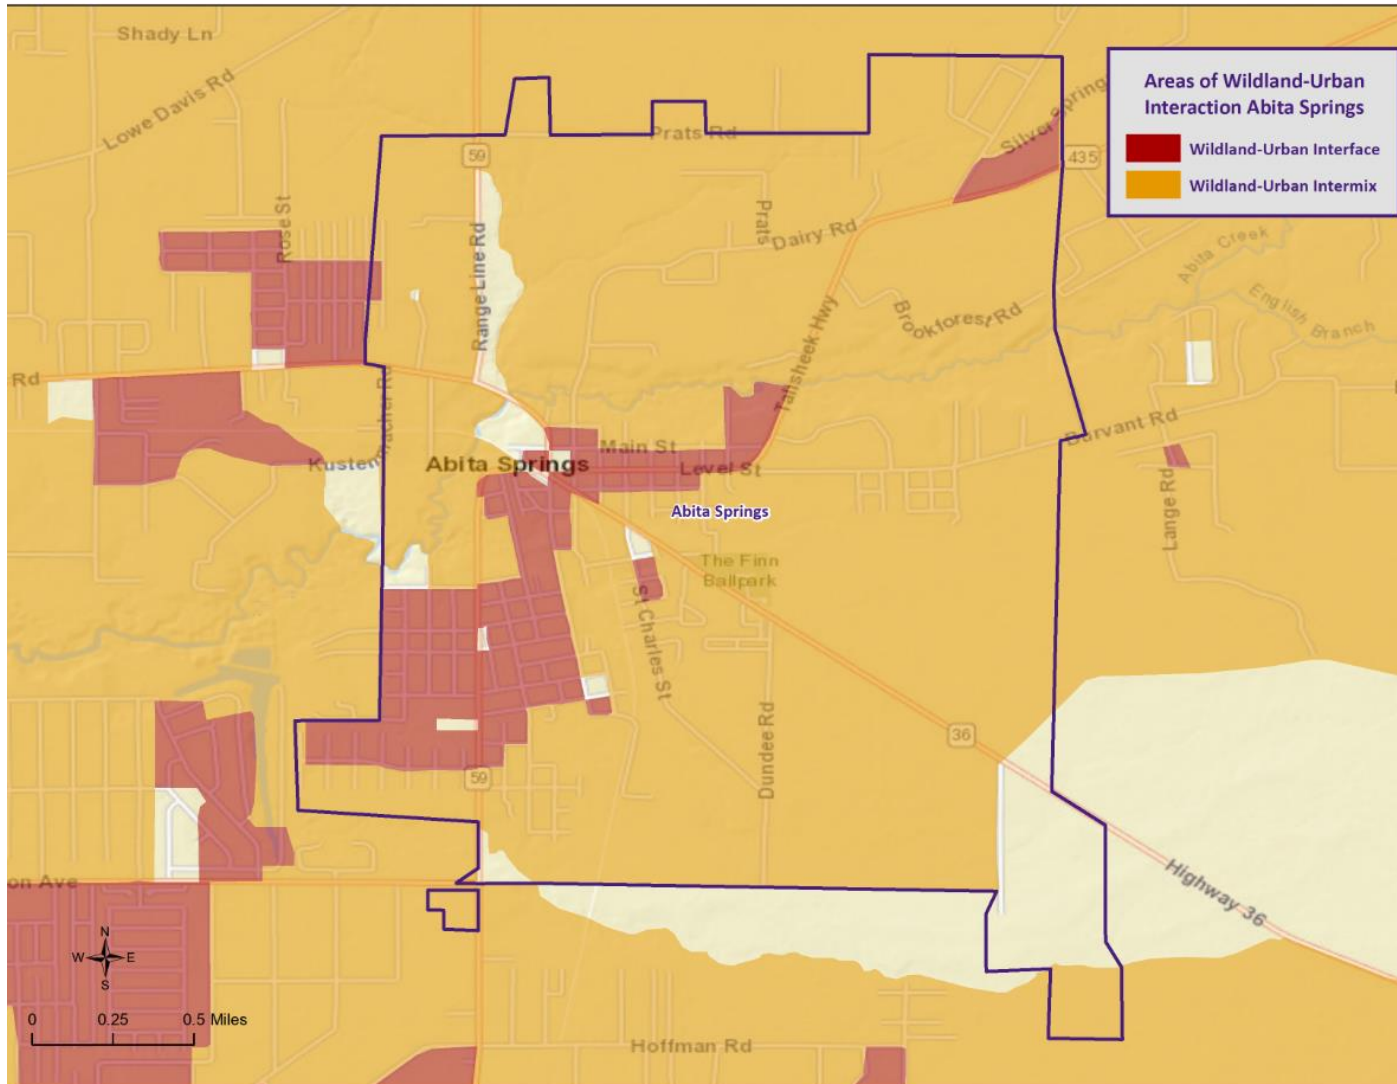 Shady Ln
Lowe Davis Rd
Areas of Wildland-Urban
Interaction Abita Springs
Wildland-Urban Interface
Wildland-Urban Intermix
Silver Spring
Prats Rd
59
435
Rose St
Range Line Rd
Prats
Dairy Rd
Abita Creek
English Branch
Brookforest Rd
Tansheek Hwy
Rd
Burvant Rd
Main St
Abita Springs
Level St
Lange Rd
Abita Springs
The Finn
Ballpark
St Charles St
Dundee Rd
36
59
on Ave
Highway 36
N
W
E
S
0
0.25
0.5 Miles
Hoffman Rd